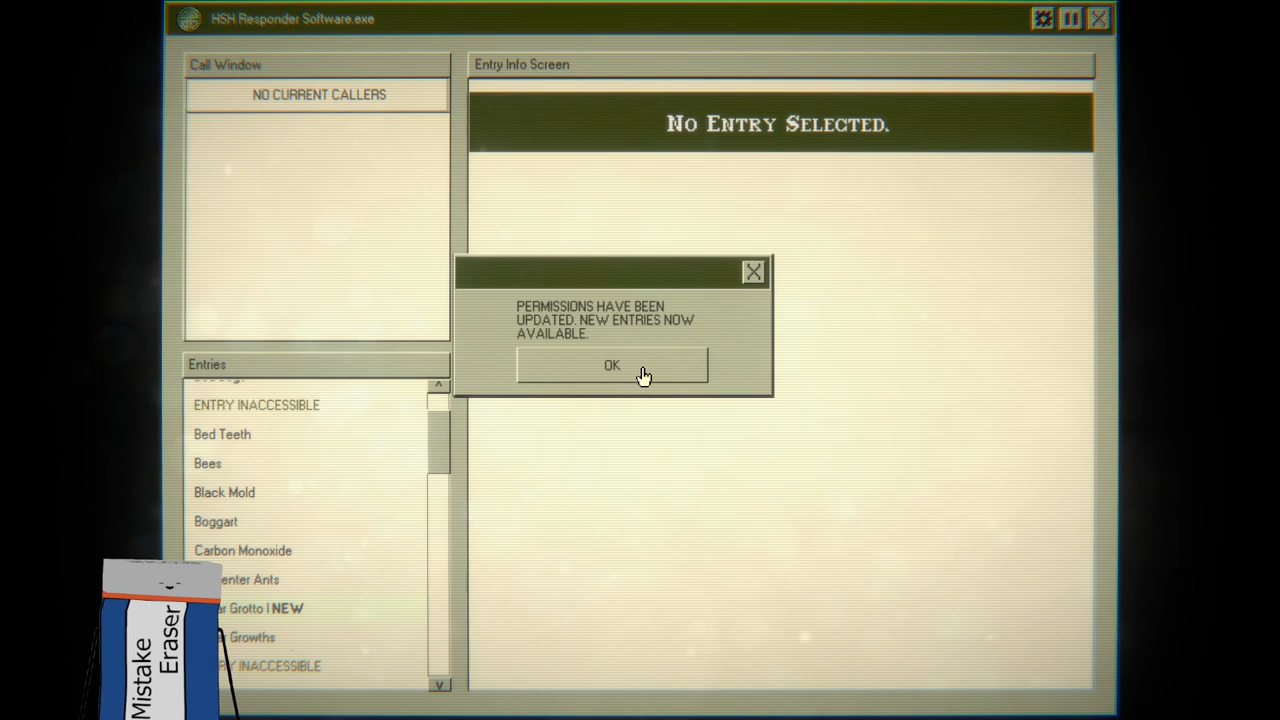 HSH Responder Software.exe
Call Window
NO CURRENT CALLERS
Entry Info Screen
No Entry Selected.
PERMISSIONS HAVE BEEN
UPDATED. NEW ENTRIES NOW
AVAILABLE.
OK
Entries
ENTRY INACCESSIBLE
Bed Teeth
Bees
Black Mold
Boggart
Carbon Monoxide
enter Ants
r Grotto | NEW
Growths
RY INACCESSIBLE
Mistake
Eraser